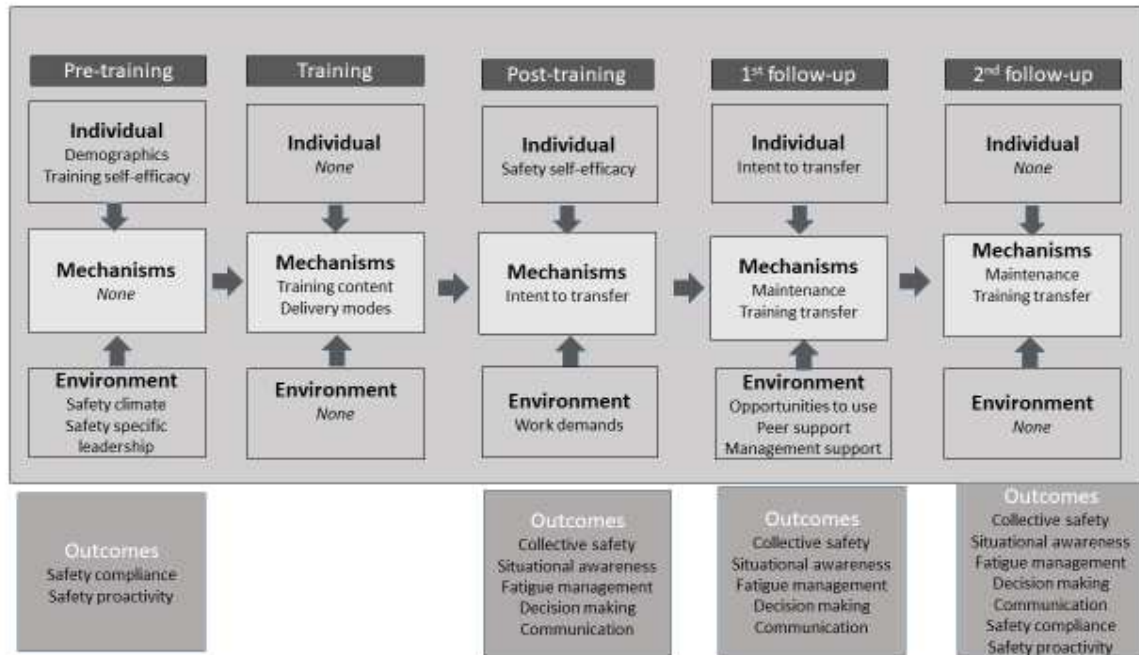 Pre-training
Training
Post-training
1st follow-up
2nd follow-up
Individual
Demographics
Training self-efficacy
Individual
None
Individual
Safety self-efficacy
Individual
Intent to transfer
Individual
None
Mechanisms
None
Mechanisms
Training content
Delivery modes
Mechanisms
Intent to transfer
Mechanisms
Maintenance
Training transfer
Mechanisms
Maintenance
Training transfer
Environment
Safety climate
Safety specific
leadership
Environment
None
Environment
Work demands
Environment
Opportunities to use
Peer support
Management support
Environment
None
Outcomes
Safety compliance
Safety proactivity
Outcomes
Collective safety
Situational awareness
Fatigue management
Decision making
Communication
Outcomes
Collective safety
Situational awareness
Fatigue management
Decision making
Communication
Outcomes
Collective safety
Situational awareness
Fatigue management
Decision making
Communication
Safety compliance
Safety proactivity